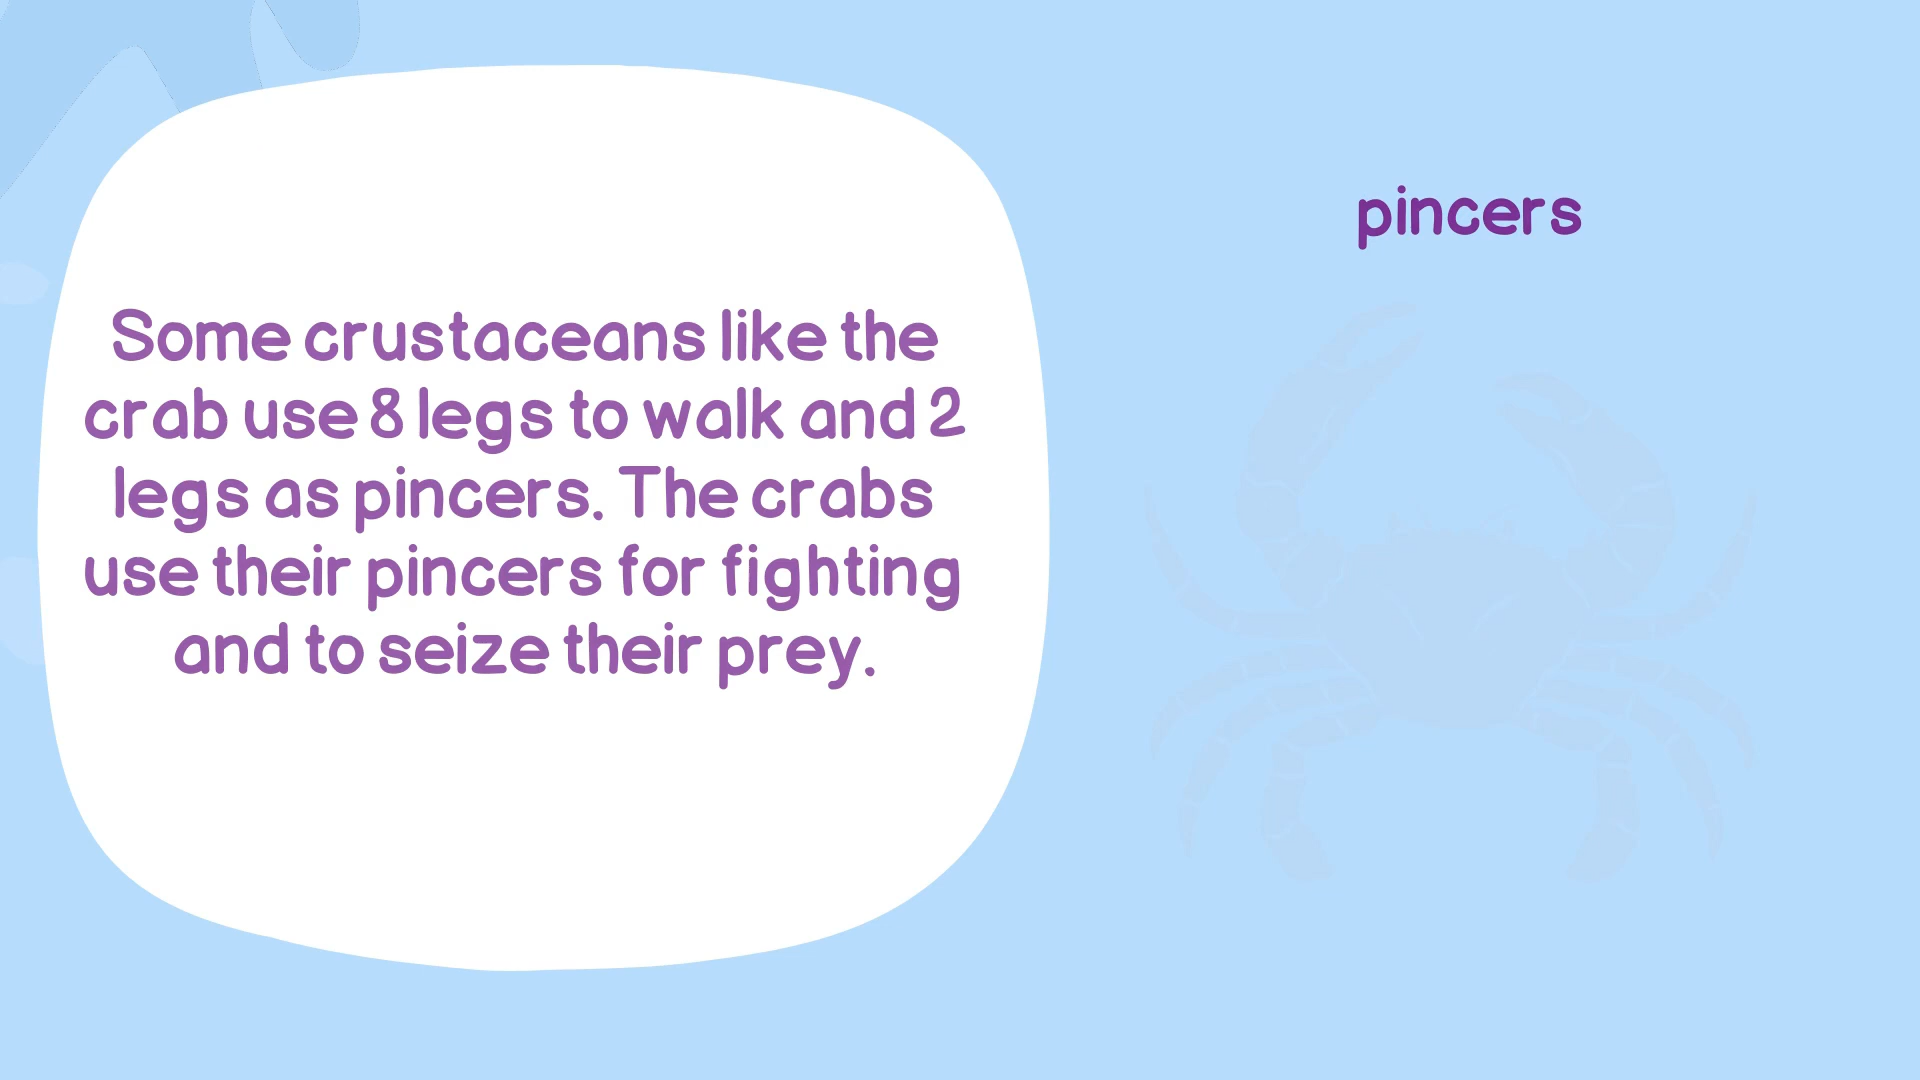 Some crustaceans like the
crab use 8 legs to walk and 2
legs as pincers. The crabs
use their pincers for fighting
and to seize their prey.
pincers